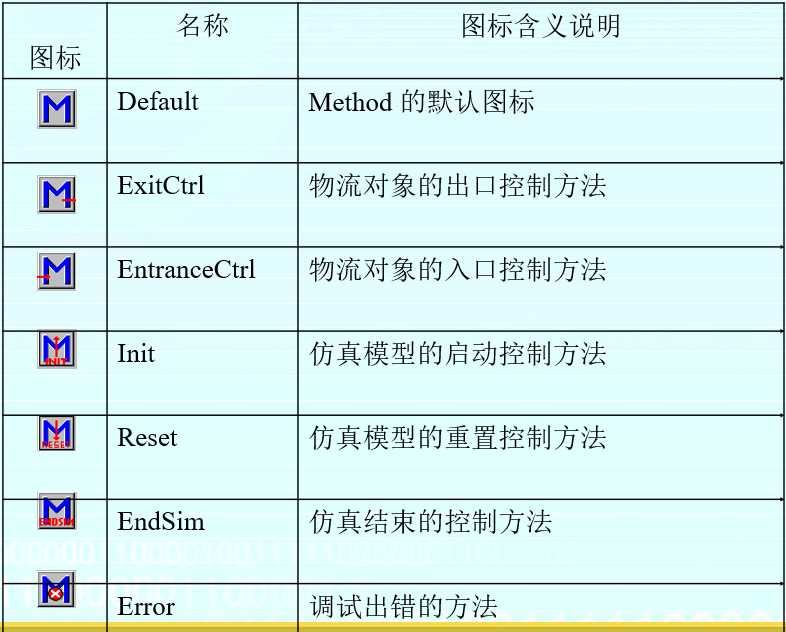 图标 名称 图标含义说明
M Default Method 的默认图标
M ExitCtrl 物流对象的出口控制方法
M EntranceCtrl 物流对象的入口控制方法
M INIT Init 仿真模型的启动控制方法
M RESET Reset 仿真模型的重置控制方法
M ENDSIM EndSim 仿真结束的控制方法
M Error 调试出错的方法